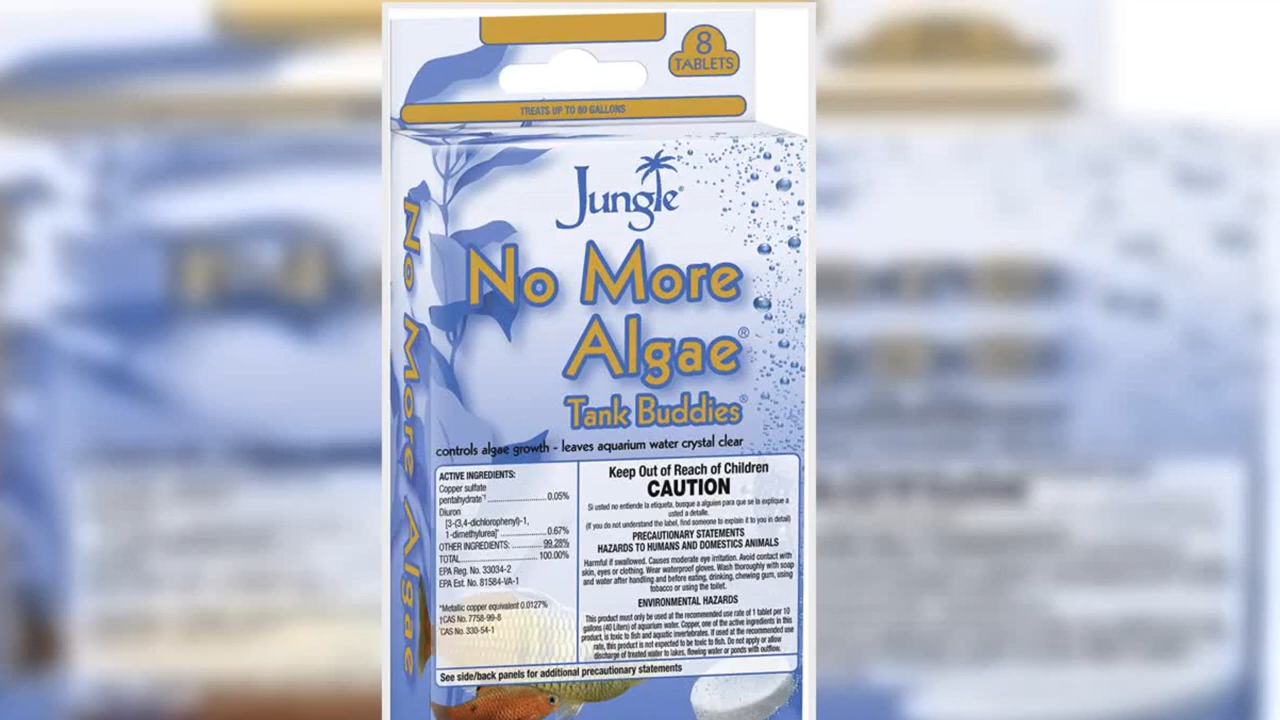 8
TABLETS
TREATS UP TO 80 GALLONS
Jungle®
No More
Algae®
Tank Buddies®
controls algae growth - leaves aquarium water crystal clear
No More Algae
ACTIVE INGREDIENTS:
Copper sulfate
pentahydrate*† .................... 0.05%
Diuron
[3-(3,4-dichlorophenyl)-1,
1-dimethylurea]* .................. 0.67%
OTHER INGREDIENTS: ............ 99.28%
TOTAL ............................ 100.00%
EPA Reg. No. 33034-2
EPA Est. No. 81584-VA-1
*Metallic copper equivalent 0.0127%
†CAS No. 7758-99-8
*CAS No. 330-54-1
Keep Out of Reach of Children
CAUTION
Si usted no entiende la etiqueta, busque a alguien para que se la explique a
usted a detalle.
(If you do not understand the label, find someone to explain it to you in detail)
PRECAUTIONARY STATEMENTS
HAZARDS TO HUMANS AND DOMESTICS ANIMALS
Harmful if swallowed. Causes moderate eye irritation. Avoid contact with
skin, eyes or clothing. Wear waterproof gloves. Wash thoroughly with soap
and water after handling and before eating, drinking, chewing gum, using
tobacco or using the toilet.
ENVIRONMENTAL HAZARDS
This product must only be used at the recommended use rate of 1 tablet per 10
gallons (40 Liters) of aquarium water. Copper, one of the active ingredients in this
product, is toxic to fish and aquatic invertebrates. If used at the recommended use
rate, this product is not expected to be toxic to fish. Do not apply or allow
discharge of treated water to lakes, flowing water or ponds with outflow.
See side/back panels for additional precautionary statements